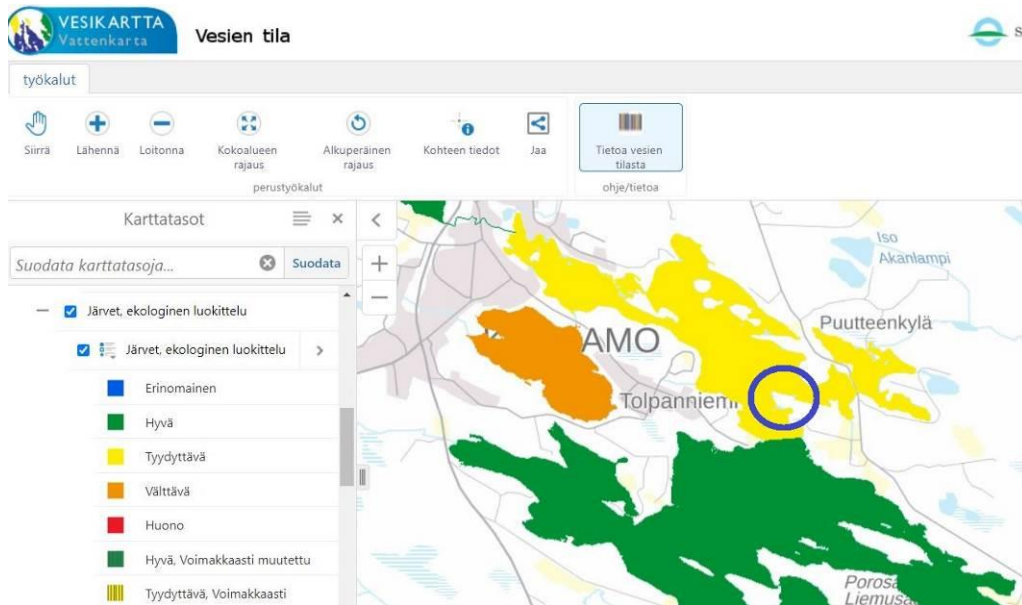 VESIKARTTA
Vattenkarta
Vesien tila
S
työkalut
Siirrä
Lähennä
Loitonna
Kokoalueen
rajaus
Alkuperäinen
rajaus
Kohteen tiedot
Jaa
Tietoa vesien
tilasta
perustyökalut
ohje/tietoa
Karttatasot
Suodata karttatasoja...
Suodata
Järvet, ekologinen luokittelu
Järvet, ekologinen luokittelu
Erinomainen
Hyvä
Tyydyttävä
Välttävä
Huono
Hyvä, Voimakkaasti muutettu
Tyydyttävä, Voimakkaasti
Iso
Akanlampi
Puutteenkylä
AMO
Tolpanniemi
Porosa
Liemusa